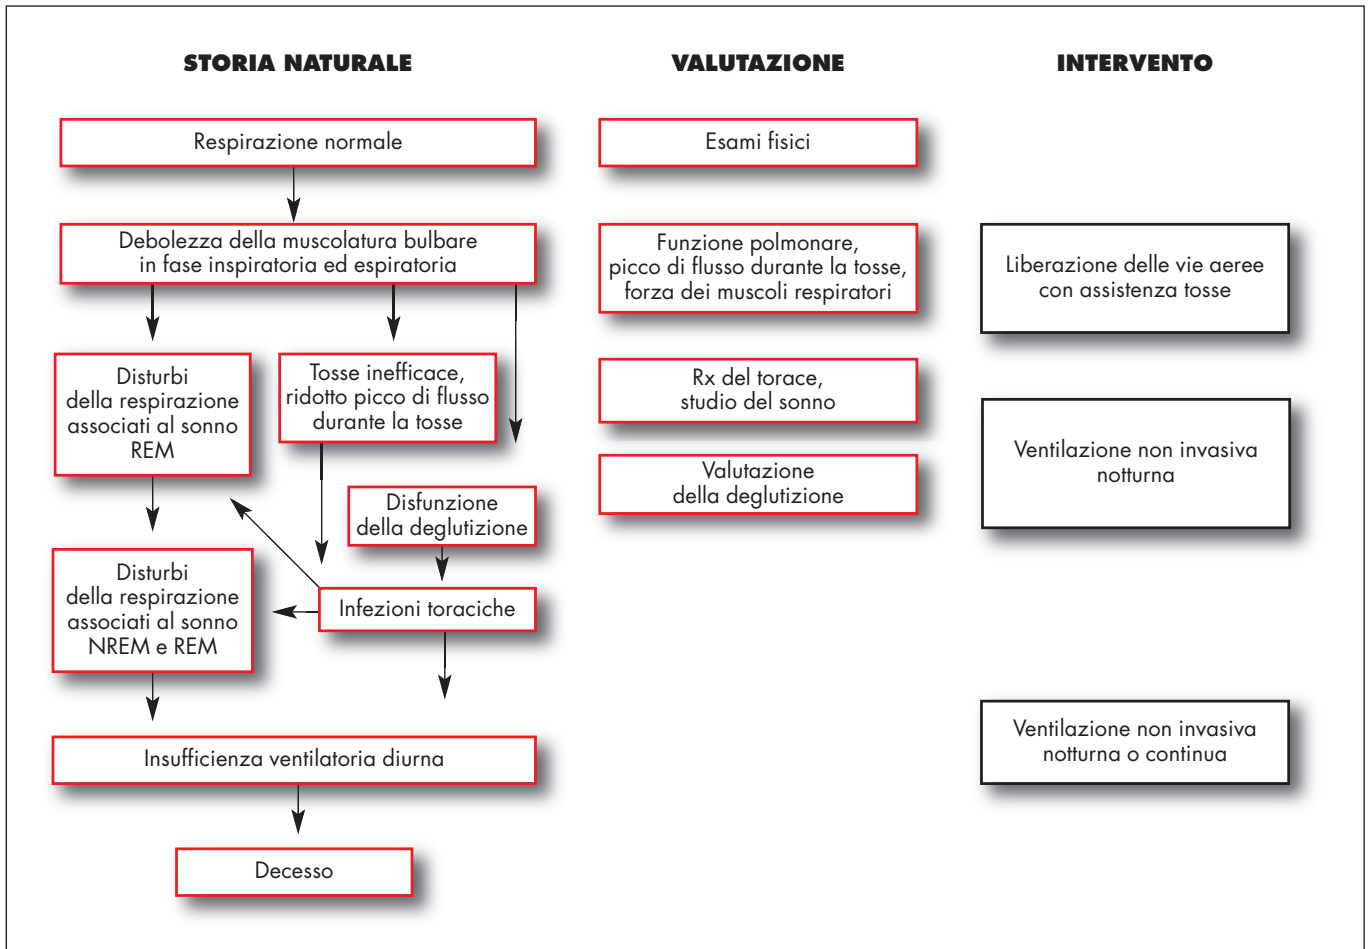 STORIA NATURALE
VALUTAZIONE
INTERVENTO
Respirazione normale
Debolezza della muscolatura bulbare
in fase inspiratoria ed espiratoria
Disturbi
della respirazione
associati al sonno
REM
Tosse inefficace,
ridotto picco di flusso
durante la tosse
Disfunzione
della deglutizione
Disturbi
della respirazione
associati al sonno
NREM e REM
Infezioni toraciche
Insufficienza ventilatoria diurna
Decesso
Esami fisici
Funzione polmonare,
picco di flusso durante la tosse,
forza dei muscoli respiratori
Rx del torace,
studio del sonno
Valutazione
della deglutizione
Liberazione delle vie aeree
con assistenza tosse
Ventilazione non invasiva
notturna
Ventilazione non invasiva
notturna o continua